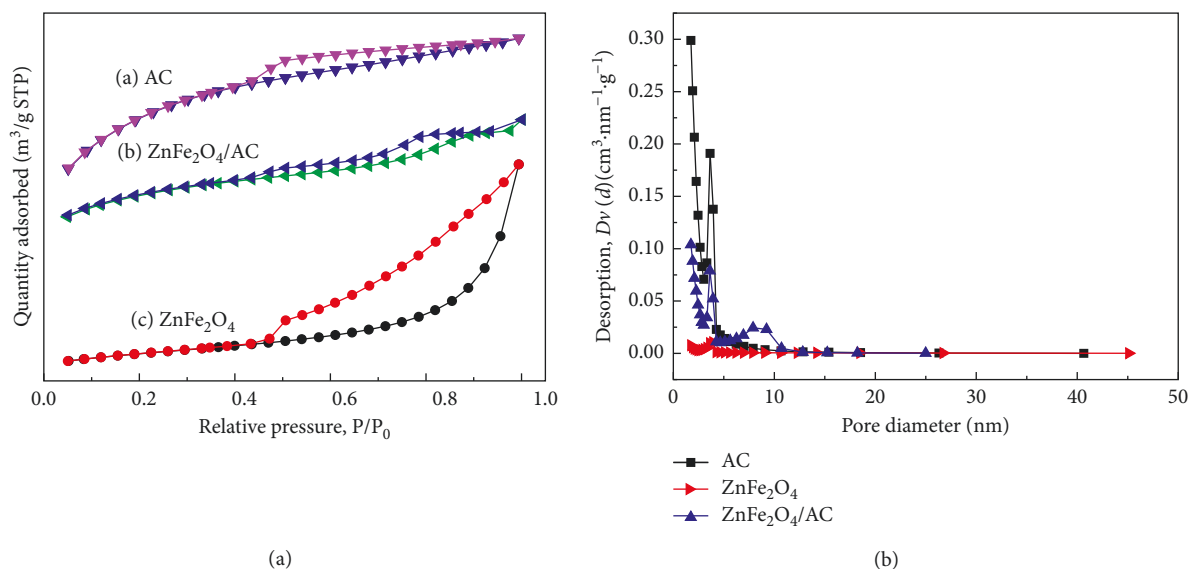 Quantity adsorbed (m³/g STP)
(a) AC
(b) ZnFe₂O₄/AC
(c) ZnFe₂O₄
0.0 0.2 0.4 0.6 0.8 1.0
Relative pressure, P/P₀
(a)
Desorption, Dv (d) (cm³·nm⁻¹·g⁻¹)
0.30
0.25
0.20
0.15
0.10
0.05
0.00
0 10 20 30 40 50
Pore diameter (nm)
AC
ZnFe₂O₄
ZnFe₂O₄/AC
(b)